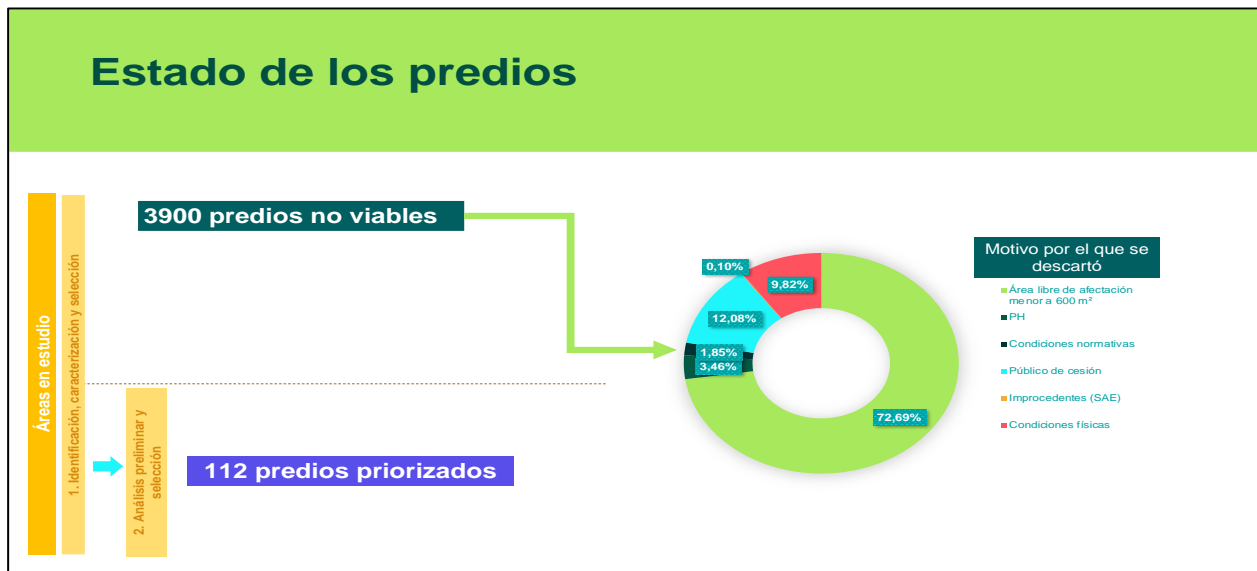 Estado de los predios
Áreas en estudio
1. Identificación, caracterización y selección
3900 predios no viables
0,10%
9,82%
12,08%
1,85%
3,46%
72,69%
Motivo por el que se
descartó
Área libre de afectación
menor a 600 m²
PH
Condiciones normativas
Público de cesión
Improcedentes (SAE)
Condiciones físicas
2. Análisis preliminar y
selección
112 predios priorizados